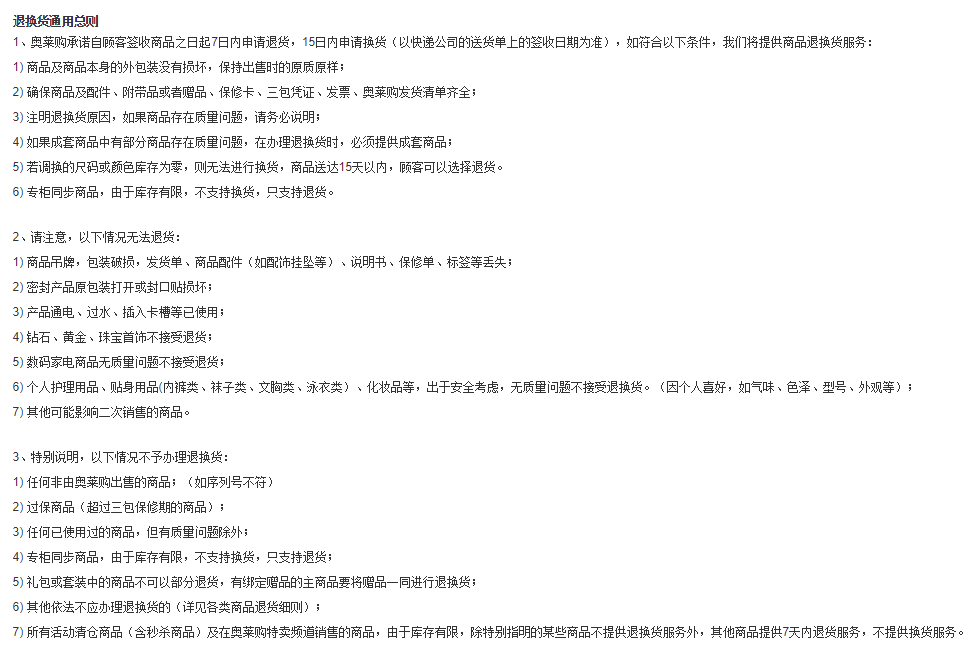 退换货通用总则
1、奥莱购承诺自顾客签收商品之日起7日内申请退货，15日内申请换货（以快递公司的送货单上的签收日期为准），如符合以下条件，我们将提供商品退换货服务：
1) 商品及商品本身的外包装没有损坏，保持出售时的原质原样；
2) 确保商品及配件、附带品或者赠品、保修卡、三包凭证、发票、奥莱购发货清单齐全；
3) 注明退换货原因，如果商品存在质量问题，请务必说明；
4) 如果成套商品中有部分商品存在质量问题，在办理退换货时，必须提供成套商品；
5) 若调换的尺码或颜色库存为零，则无法进行换货，商品送达15天以内，顾客可以选择退货。
6) 专柜同步商品，由于库存有限，不支持换货，只支持退货。
2、请注意，以下情况无法退货：
1) 商品吊牌，包装破损，发货单、商品配件（如配饰挂坠等）、说明书、保修单、标签等丢失；
2) 密封产品原包装打开或封口贴损坏；
3) 产品通电、过水、插入卡槽等已使用；
4) 钻石、黄金、珠宝首饰不接受退货；
5) 数码家电商品无质量问题不接受退货；
6) 个人护理用品、贴身用品(内裤类、袜子类、文胸类、泳衣类）、化妆品等，出于安全考虑，无质量问题不接受退换货。（因个人喜好，如气味、色泽、型号、外观等）；
7) 其他可能影响二次销售的商品。
3、特别说明，以下情况不予办理退换货：
1) 任何非由奥莱购出售的商品；（如序列号不符）
2) 过保商品（超过三包保修期的商品）；
3) 任何已使用过的商品，但有质量问题除外；
4) 专柜同步商品，由于库存有限，不支持换货，只支持退货；
5) 礼包或套装中的商品不可以部分退货，有绑定赠品的主商品要将赠品一同进行退换货；
6) 其他依法不应办理退换货的（详见各类商品退货细则）；
7) 所有活动清仓商品（含秒杀商品）及在奥莱购特卖频道销售的商品，由于库存有限，除特别指明的某些商品不提供退换货服务外，其他商品提供7天内退货服务，不提供换货服务。